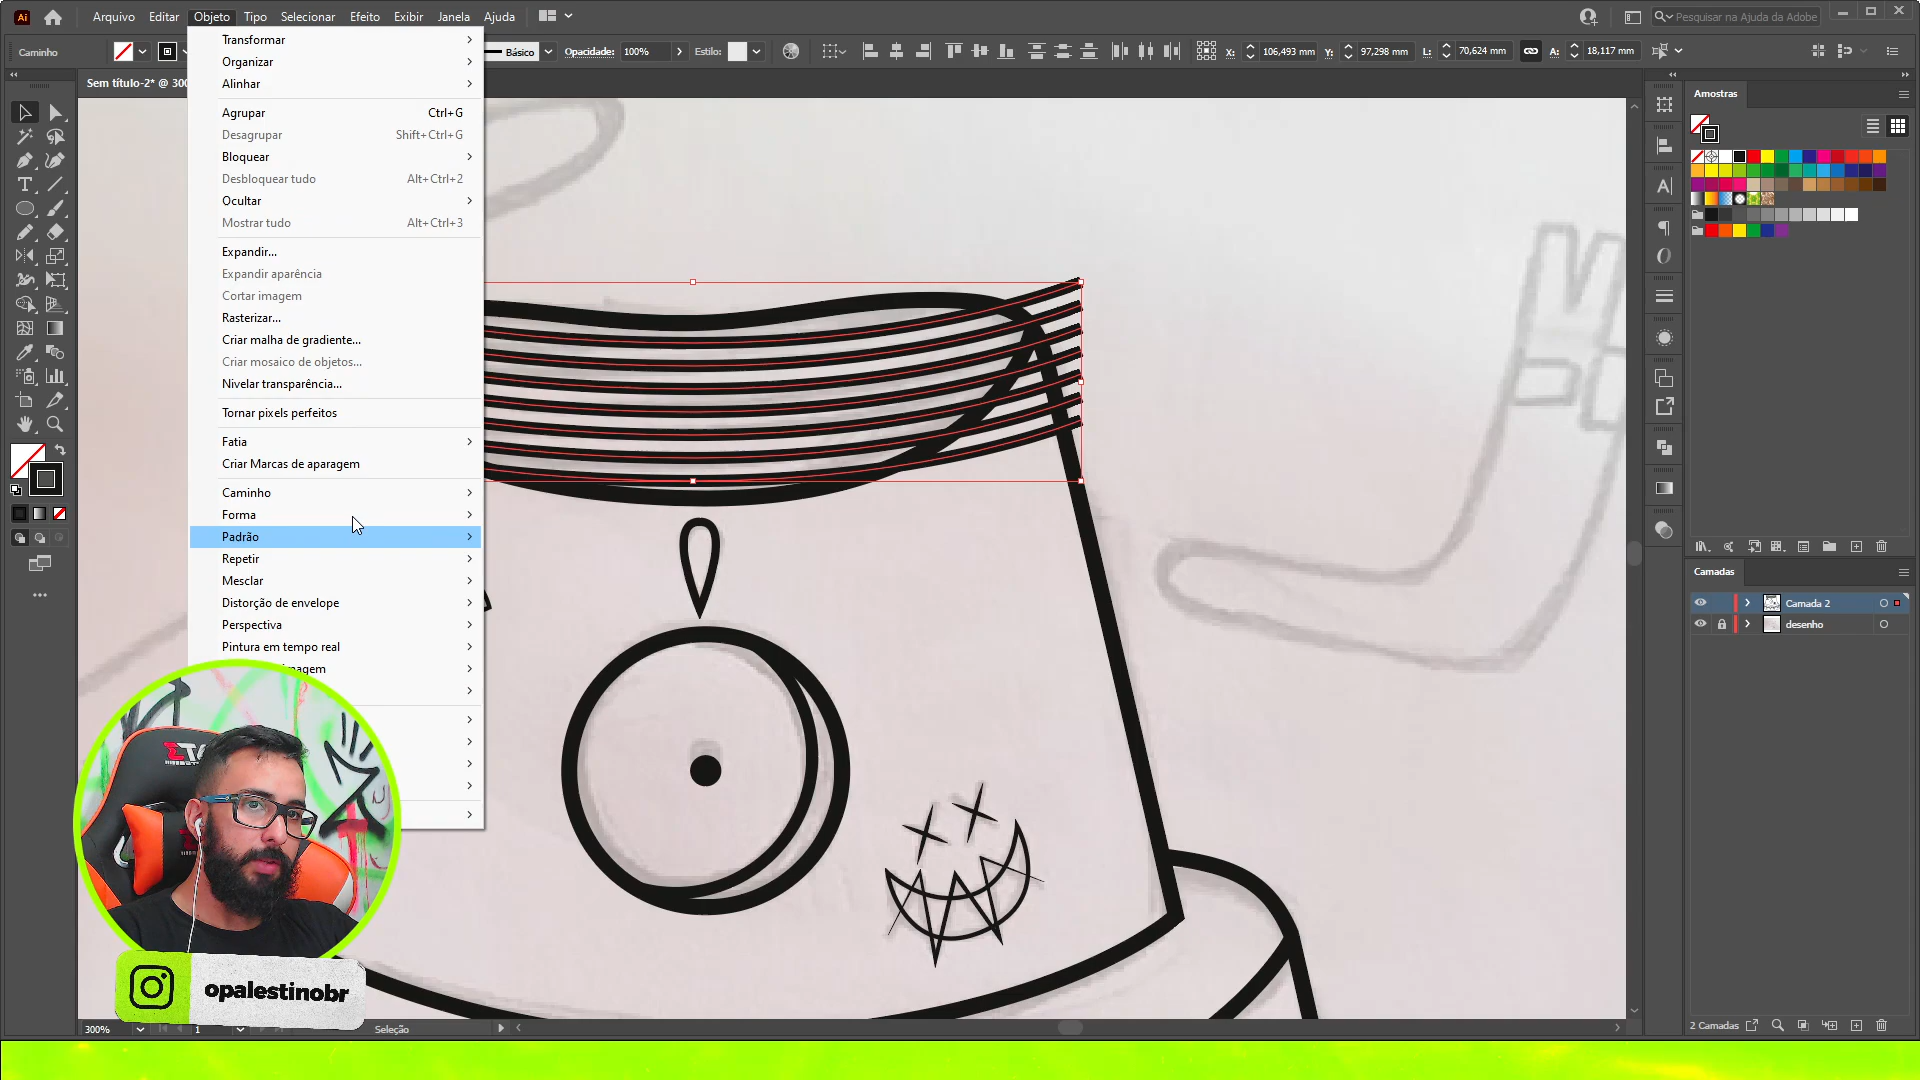 Ai
Arquivo Editar Objeto Tipo Selecionar Efeito Exibir Janela Ajuda
Pesquisar na Ajuda da Adobe
Caminho
Básico Opacidade: 100% Estilo: X: 106,493 mm Y: 97,298 mm L: 70,624 mm A: 18,117 mm
Sem título-2* @ 300
Transformar
Organizar
Alinhar
Agrupar Ctrl+G
Desagrupar Shift+Ctrl+G
Bloquear
Desbloquear tudo Alt+Ctrl+2
Ocultar
Mostrar tudo Alt+Ctrl+3
Expandir...
Expandir aparência
Cortar imagem
Rasterizar...
Criar malha de gradiente...
Criar mosaico de objetos...
Nivelar transparência...
Tornar pixels perfeitos
Fatia
Criar Marcas de aparagem
Caminho
Forma
Padrão
Repetir
Mesclar
Distorção de envelope
Perspectiva
Pintura em tempo real
Amostras
Camadas
Camada 2
desenho
2 Camadas
opalestinobr
300% 1 Seleção